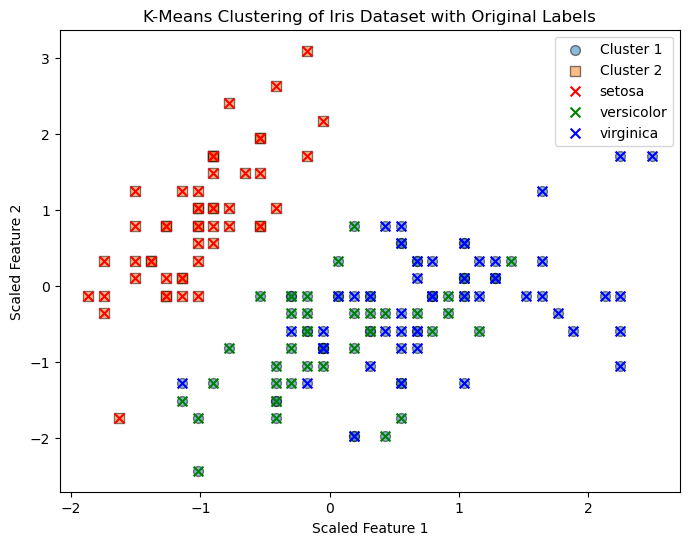 K-Means Clustering of Iris Dataset with Original Labels
Cluster 1
Cluster 2
setosa
versicolor
virginica
3
2
1
0
−1
−2
Scaled Feature 2
−2
−1
0
1
2
Scaled Feature 1